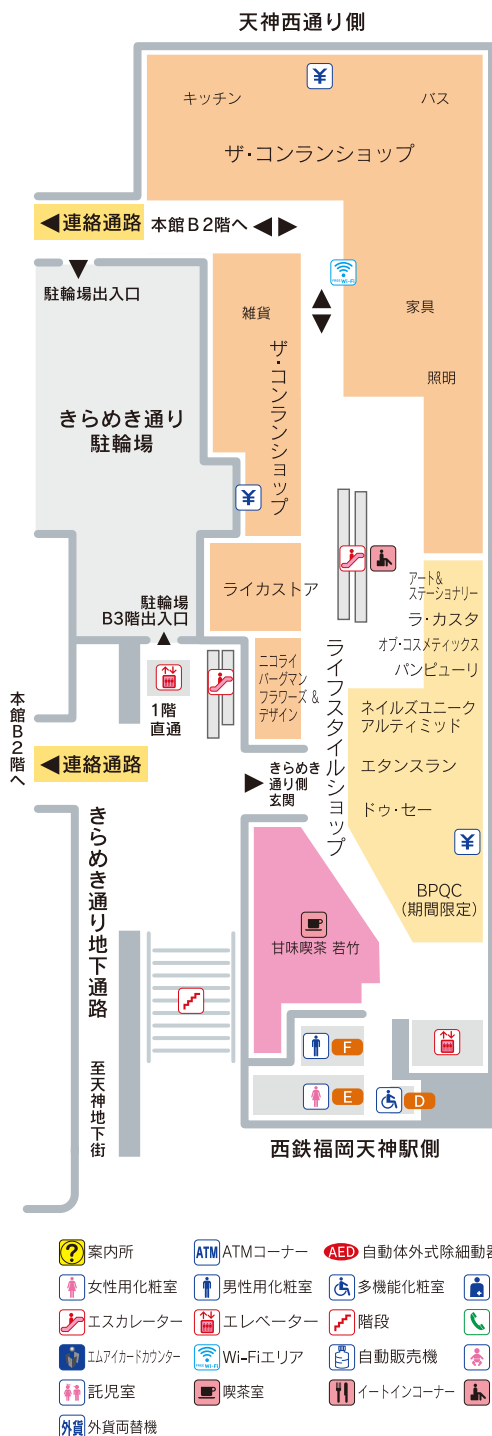 天神西通り側
¥
キッチン
バス
ザ・コンランショップ
◀連絡通路
本館B2階へ◀▶
駐輪場出入口
FREE Wi-Fi
雑貨
家具
ザ・コンランショップ
照明
きらめき通り
駐輪場
¥
アート&
ステーショナリー
ライカストア
駐輪場
B3階出入口
ラ・カスタ
オブ・コスメティックス
パンピューリ
ニコライ
バーグマン
フラワーズ &
デザイン
ライフスタイルショップ
1階
直通
本館B2階へ
ネイルズユニーク
アルティミッド
◀連絡通路
きらめき
通り側
玄関
エタンスラン
ドゥ・セー
¥
きらめき通り地下通路
BPQC
(期間限定)
甘味喫茶 若竹
F
至天神地下街
E
D
西鉄福岡天神駅側
? 案内所
ATM ATMコーナー
AED 自動体外式除細動器
女性用化粧室
男性用化粧室
多機能化粧室
エスカレーター
エレベーター
階段
エムアイカードカウンター
FREE Wi-Fi Wi-Fiエリア
自動販売機
託児室
喫茶室
イートインコーナー
外貨 外貨両替機